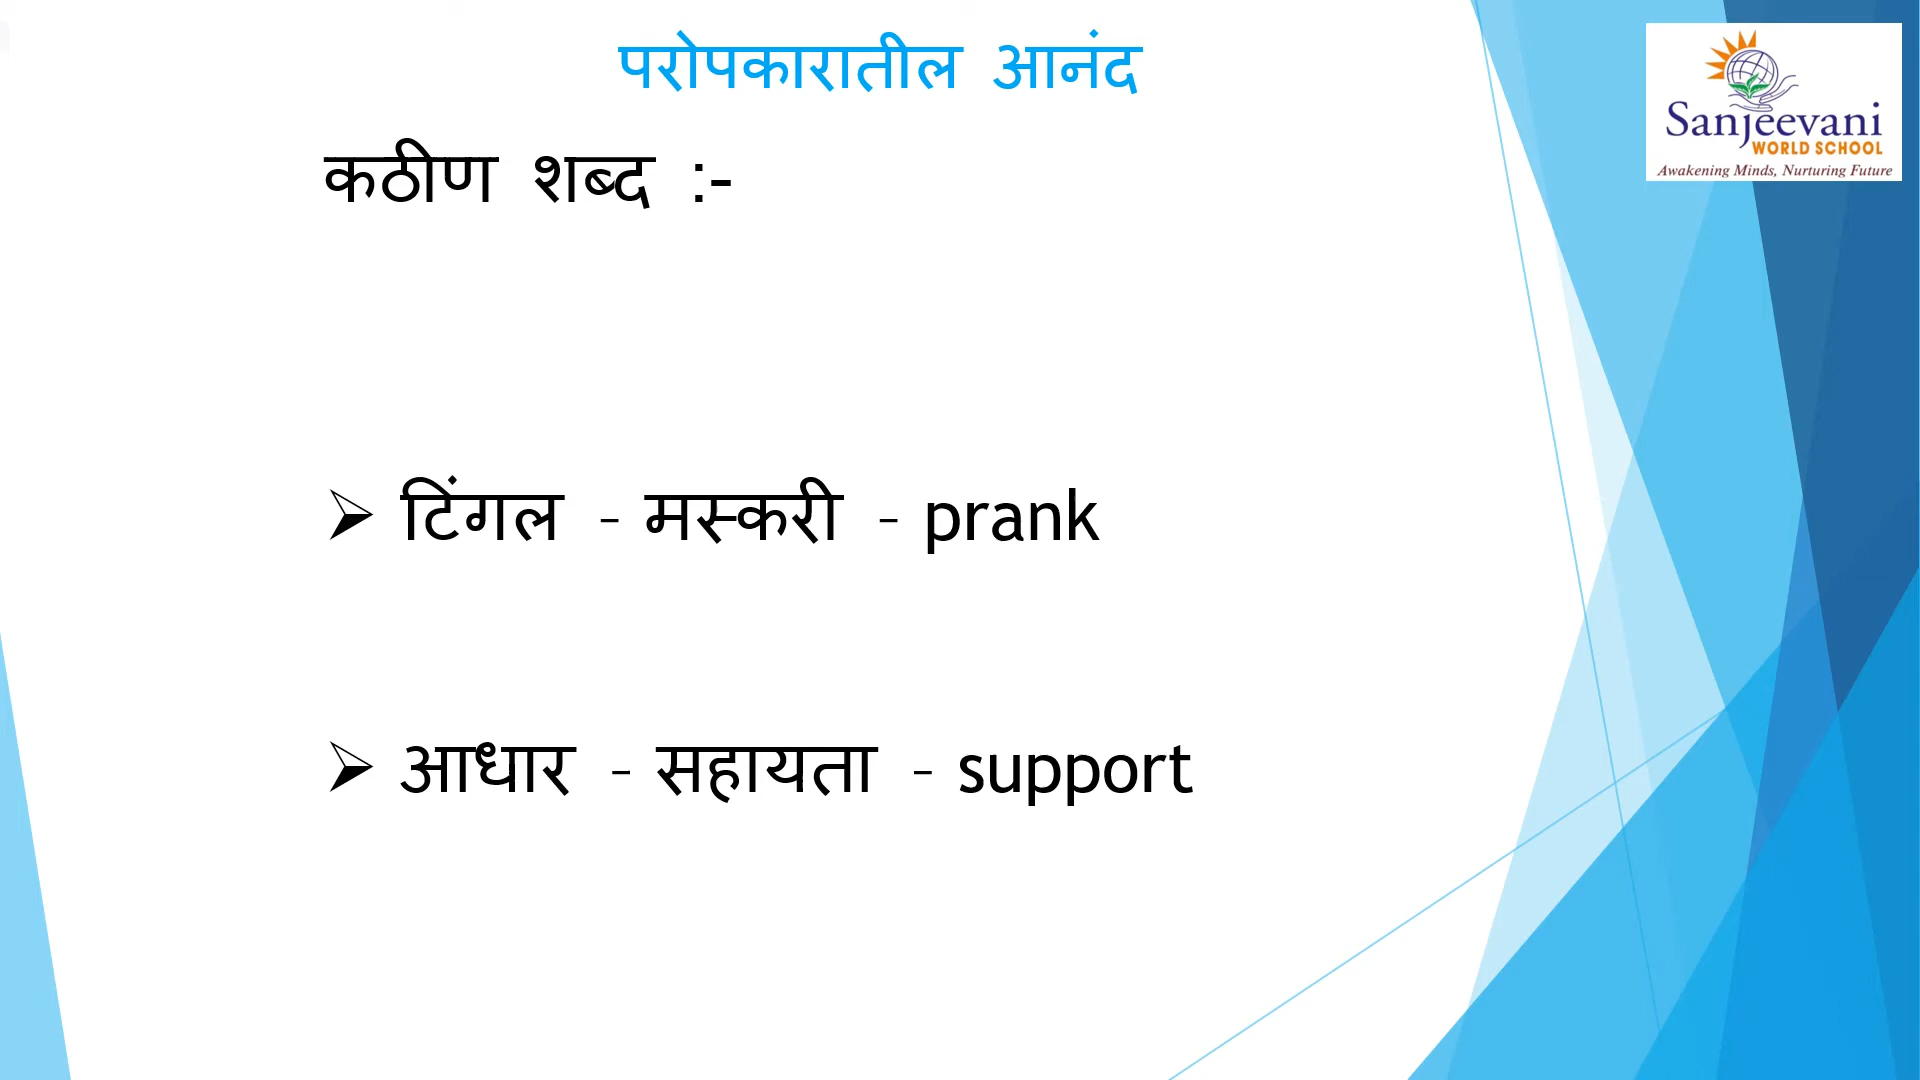 परोपकारातील आनंद
Sanjeevani
WORLD SCHOOL
Awakening Minds, Nurturing Future
कठीण शब्द :-
➢ टिंगल - मस्करी - prank
➢ आधार - सहायता - support